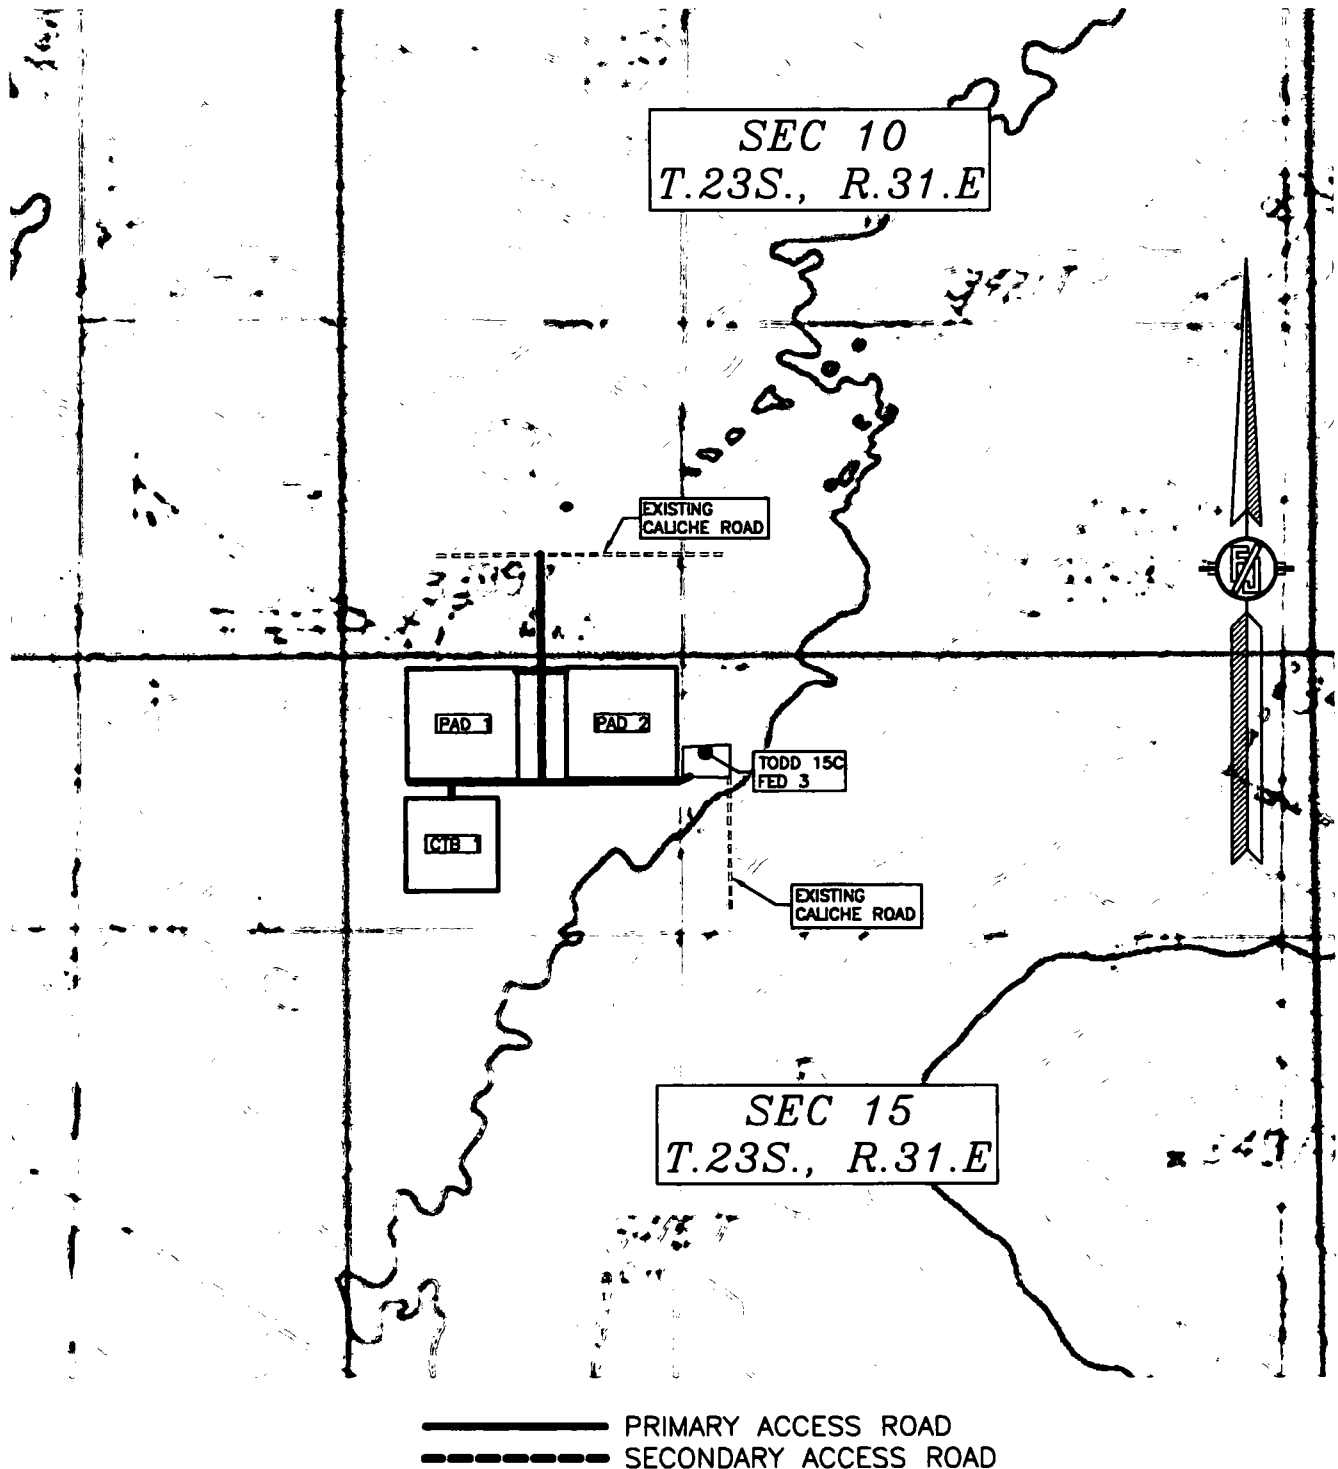 SEC 10
T.23S., R.31.E
EXISTING
CALICHE ROAD
PAD 1
PAD 2
TODD 15C
FED 3
CTB 1
EXISTING
CALICHE ROAD
SEC 15
T.23S., R.31.E
PRIMARY ACCESS ROAD
SECONDARY ACCESS ROAD